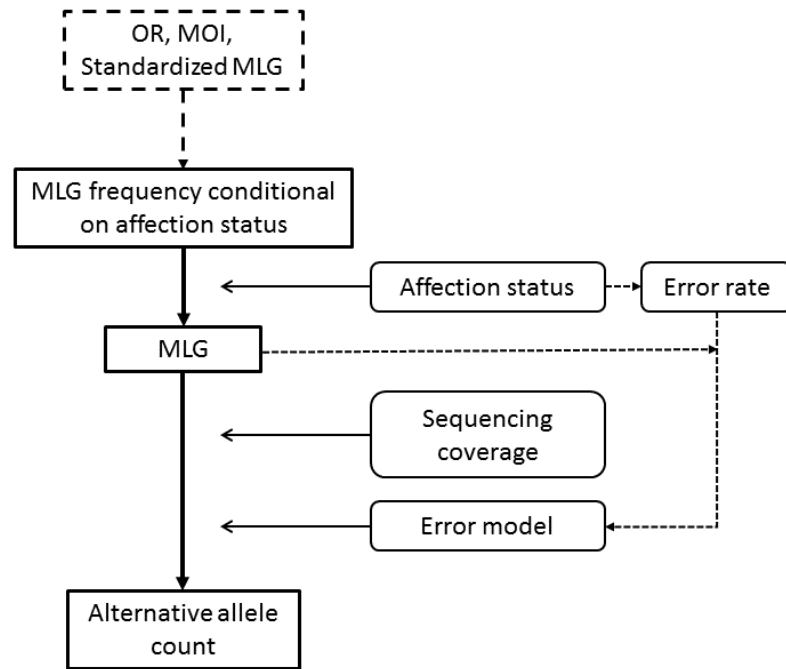 OR, MOI,
Standardized MLG
MLG frequency conditional
on affection status
Affection status
Error rate
MLG
Sequencing
coverage
Error model
Alternative allele
count